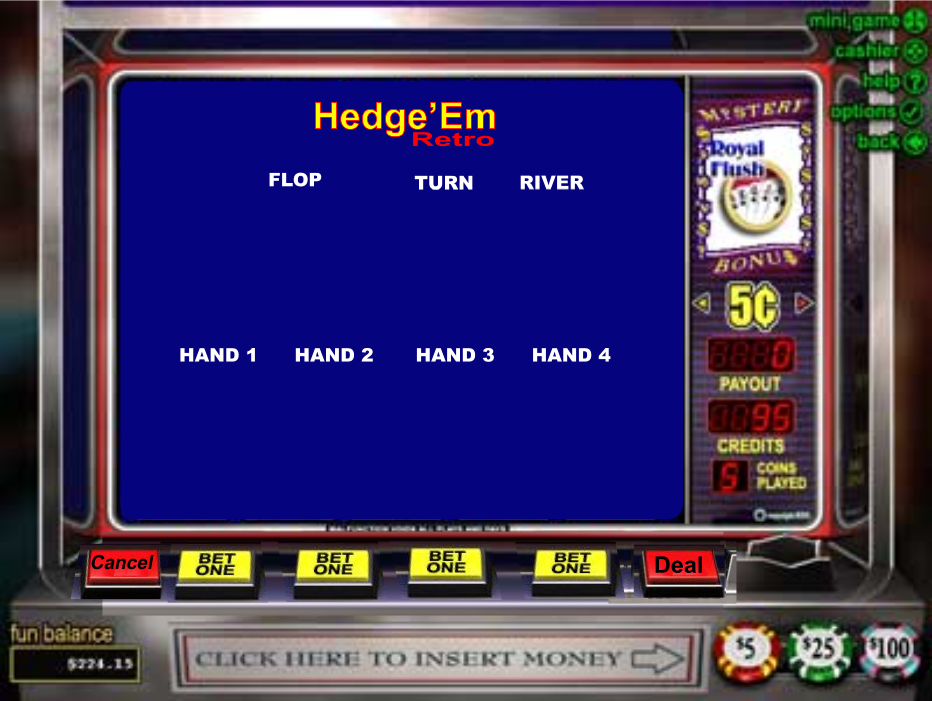 mini game
cashier
help
options
back
Hedge'Em
Retro
FLOP TURN RIVER
HAND 1 HAND 2 HAND 3 HAND 4
MYSTERY
Royal
Flush
BONUS
5¢
0
PAYOUT
95
CREDITS
5 COINS
PLAYED
Cancel
BET
ONE
BET
ONE
BET
ONE
BET
ONE
Deal
fun balance
$224.15
CLICK HERE TO INSERT MONEY
$5 $25 $100